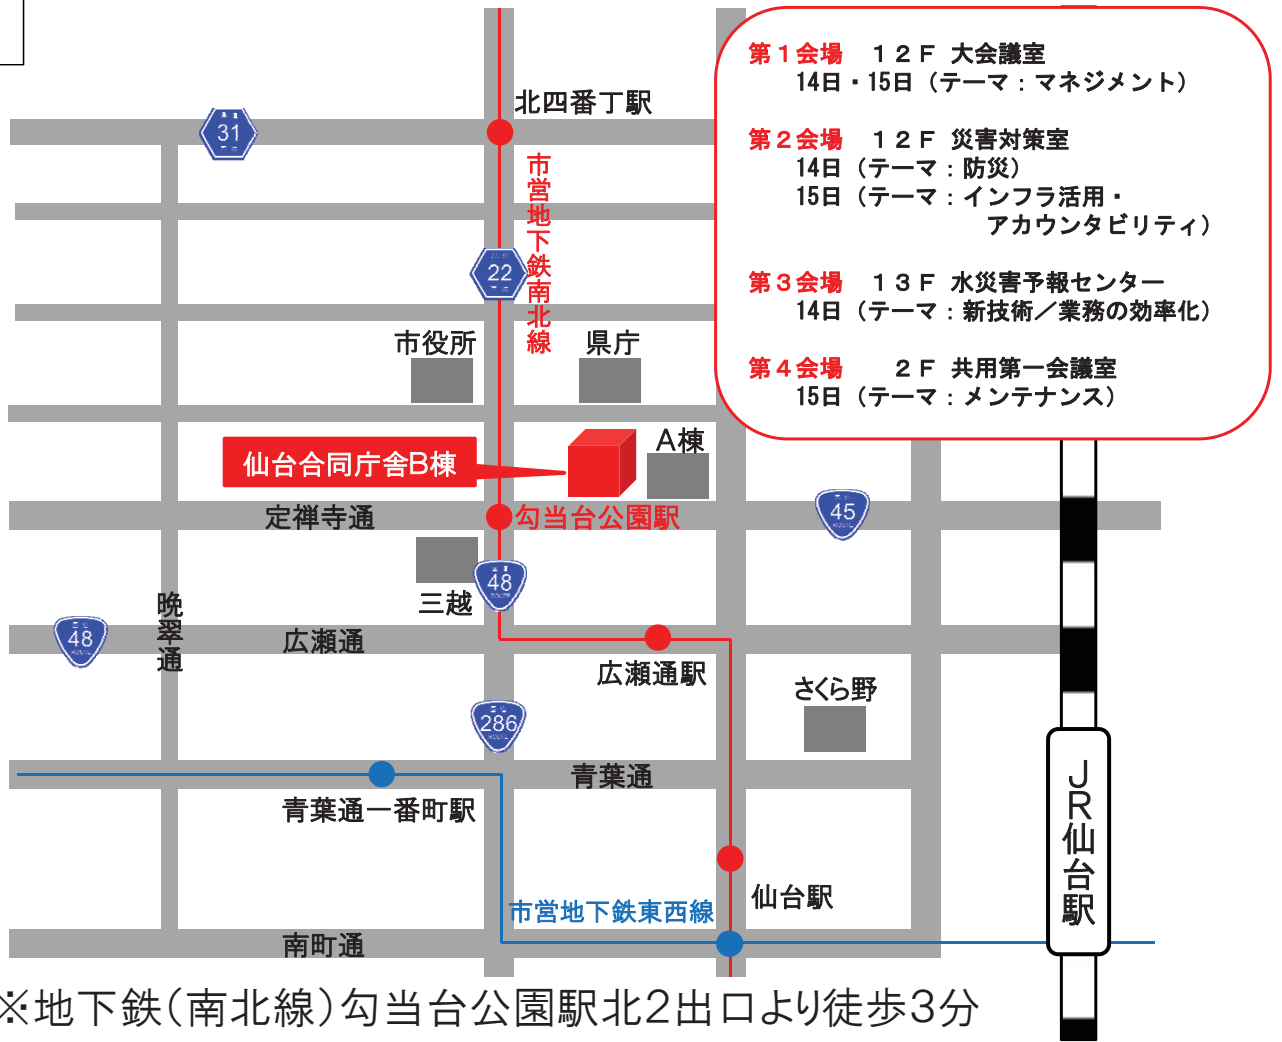 第１会場　１２Ｆ 大会議室
14日・15日（テーマ：マネジメント）
第２会場　１２Ｆ 災害対策室
14日（テーマ：防災）
15日（テーマ：インフラ活用・
アカウンタビリティ）
第３会場　１３Ｆ 水災害予報センター
14日（テーマ：新技術／業務の効率化）
第４会場　２Ｆ 共用第一会議室
15日（テーマ：メンテナンス）
北四番丁駅
31
市営地下鉄南北線
22
市役所
県庁
A棟
仙台合同庁舎B棟
定禅寺通
勾当台公園駅
45
ROUTE
48
ROUTE
三越
晩翠通
48
ROUTE
広瀬通
広瀬通駅
さくら野
286
ROUTE
青葉通
青葉通一番町駅
JR仙台駅
仙台駅
市営地下鉄東西線
南町通
※地下鉄（南北線）勾当台公園駅北2出口より徒歩3分